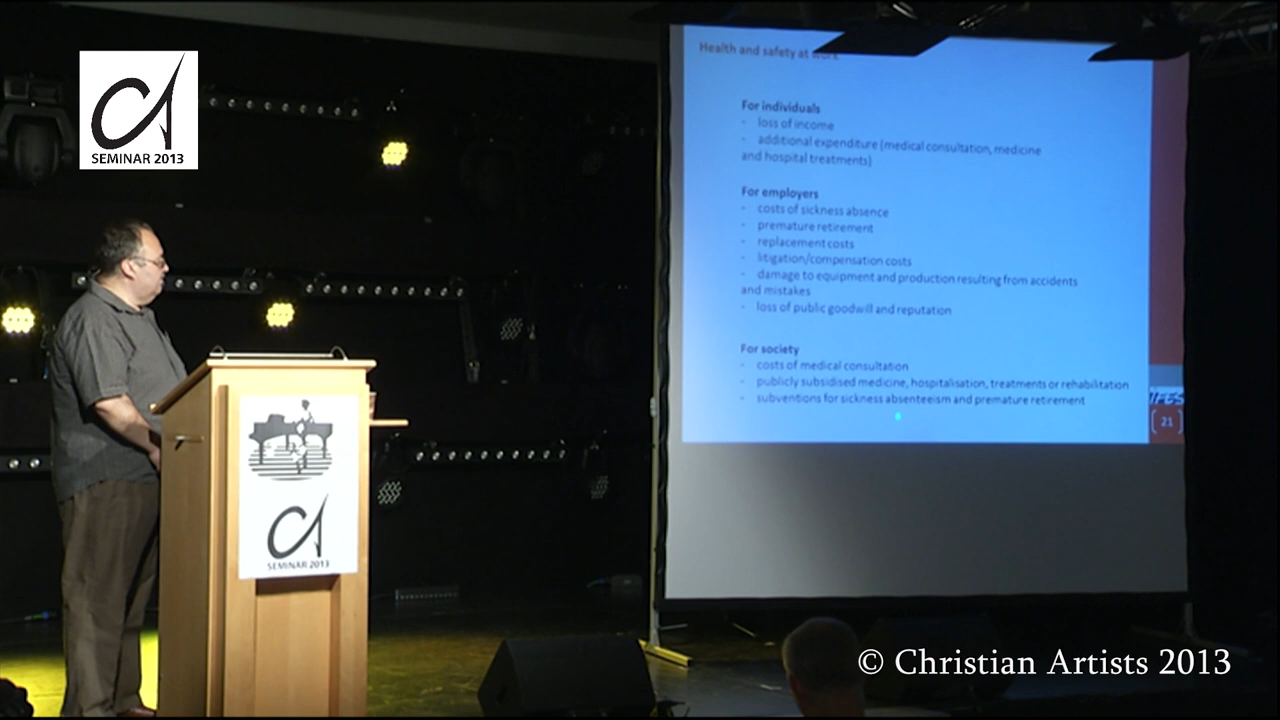 CA
SEMINAR 2013
Health and safety at work
For individuals
- loss of income
- additional expenditure (medical consultation, medicine
and hospital treatments)
For employers
- costs of sickness absence
- premature retirement
- replacement costs
- litigation/compensation costs
- damage to equipment and production resulting from accidents
and mistakes
- loss of public goodwill and reputation
For society
- costs of medical consultation
- publicly subsidised medicine, hospitalisation, treatments or rehabilitation
- subventions for sickness absenteeism and premature retirement
IFES
21
CA
SEMINAR 2013
© Christian Artists 2013